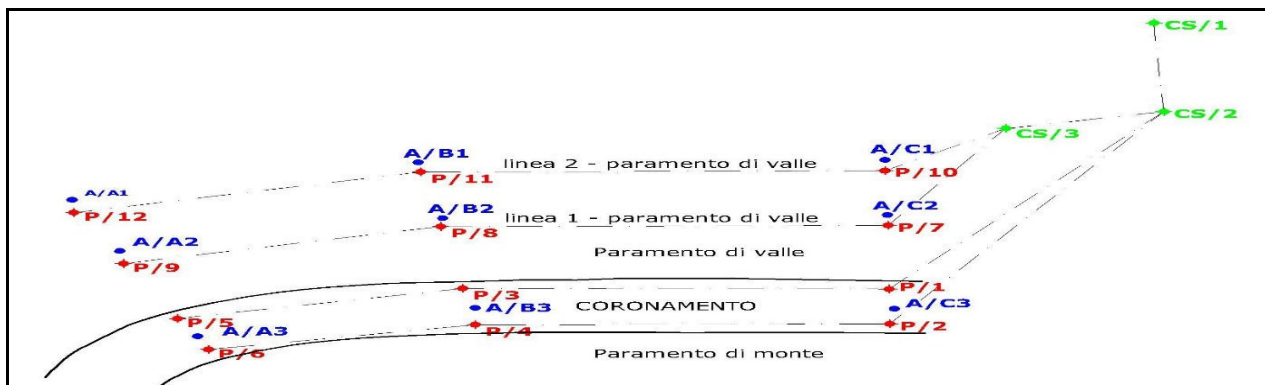 CS/1
CS/2
CS/3
A/B1
linea 2 - paramento di valle
A/C1
P/11
P/10
A/A1
P/12
A/B2
linea 1 - paramento di valle
A/C2
P/8
P/7
A/A2
Paramento di valle
P/9
P/3
P/1
A/B3
CORONAMENTO
A/C3
P/5
A/A3
P/4
P/2
P/6
Paramento di monte